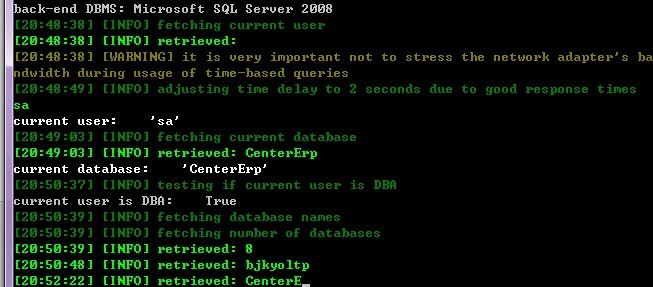 back-end DBMS: Microsoft SQL Server 2008
[20:48:38] [INFO] fetching current user
[20:48:38] [INFO] retrieved:
[20:48:38] [WARNING] it is very important not to stress the network adapter's ba
ndwidth during usage of time-based queries
[20:48:49] [INFO] adjusting time delay to 2 seconds due to good response times
sa
current user:    'sa'
[20:49:03] [INFO] fetching current database
[20:49:03] [INFO] retrieved: CenterErp
current database:    'CenterErp'
[20:50:37] [INFO] testing if current user is DBA
current user is DBA:    True
[20:50:39] [INFO] fetching database names
[20:50:39] [INFO] fetching number of databases
[20:50:39] [INFO] retrieved: 8
[20:50:48] [INFO] retrieved: bjkyoltp
[20:52:22] [INFO] retrieved: CenterE